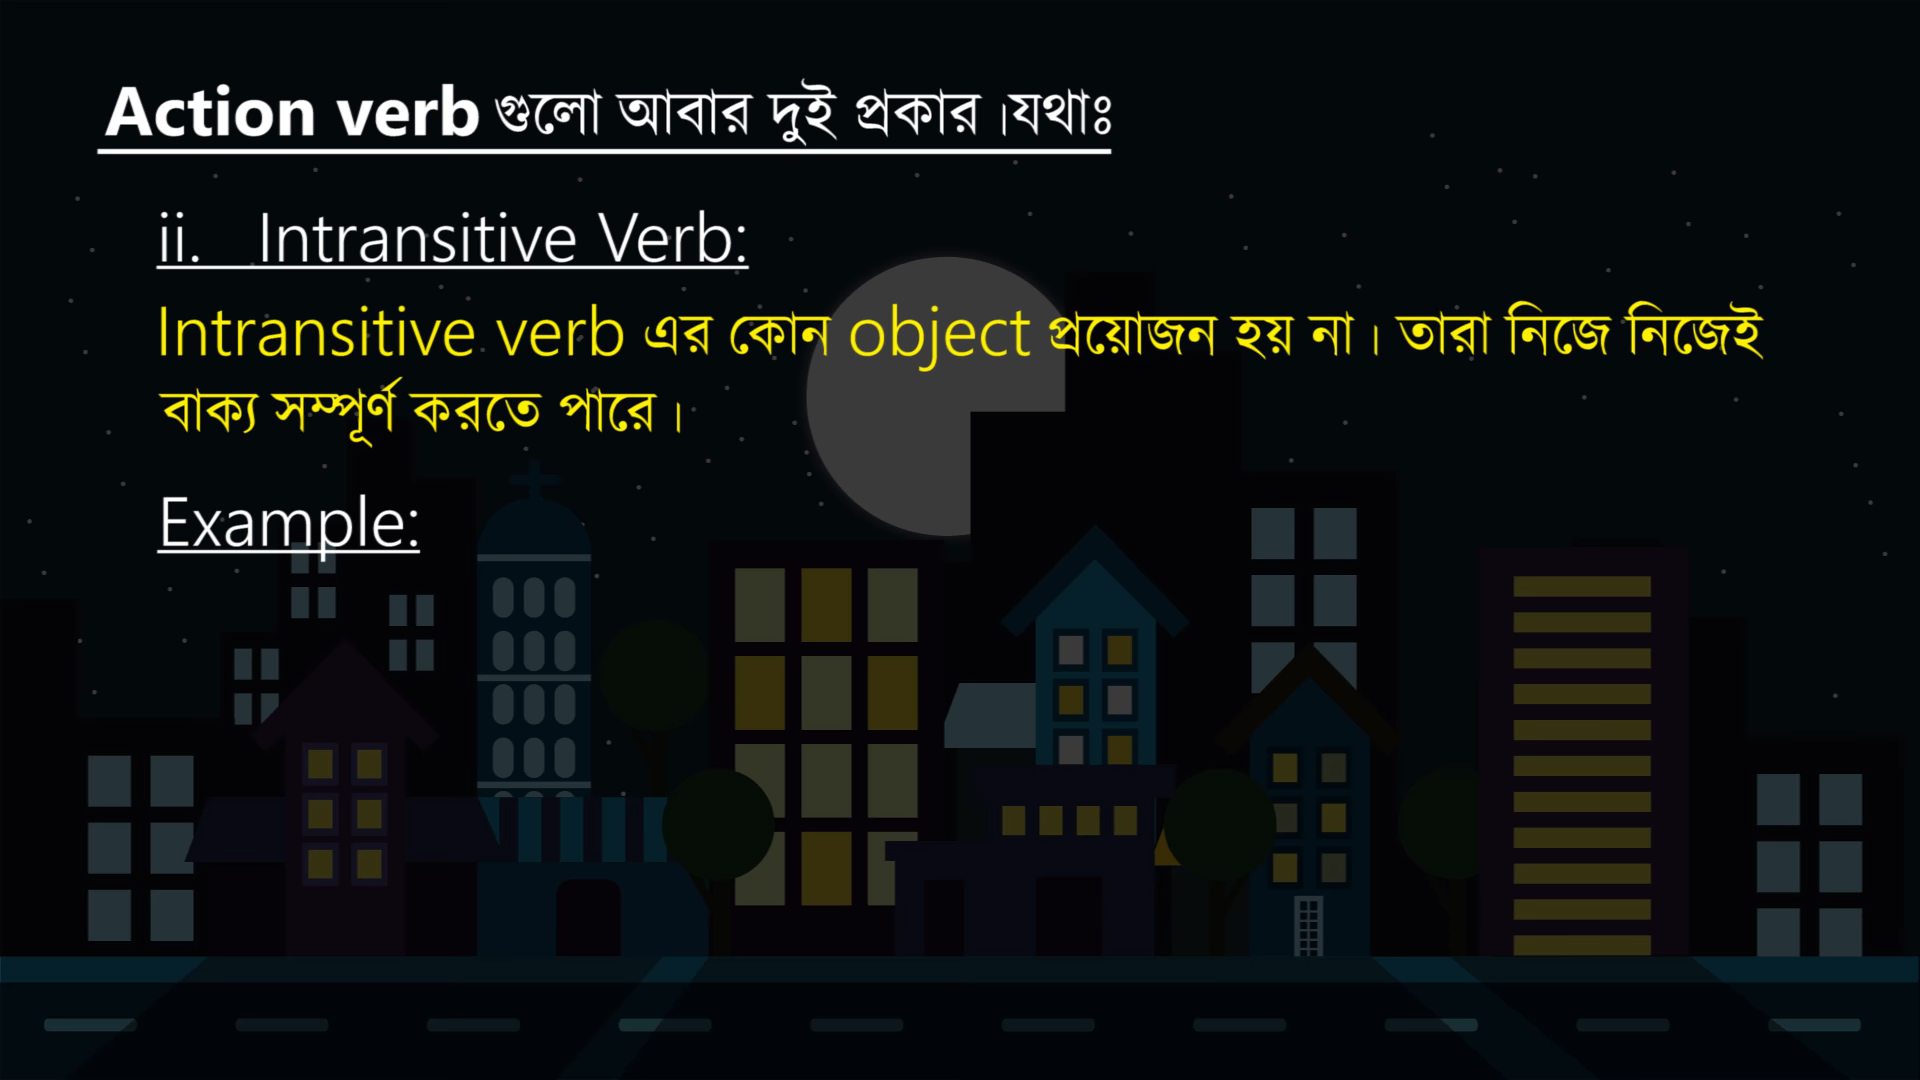 Action verb গুলো আবার দুই প্রকার।যথাঃ
ii. Intransitive Verb:
Intransitive verb এর কোন object প্রয়োজন হয় না। তারা নিজে নিজেই
বাক্য সম্পূর্ণ করতে পারে।
Example: